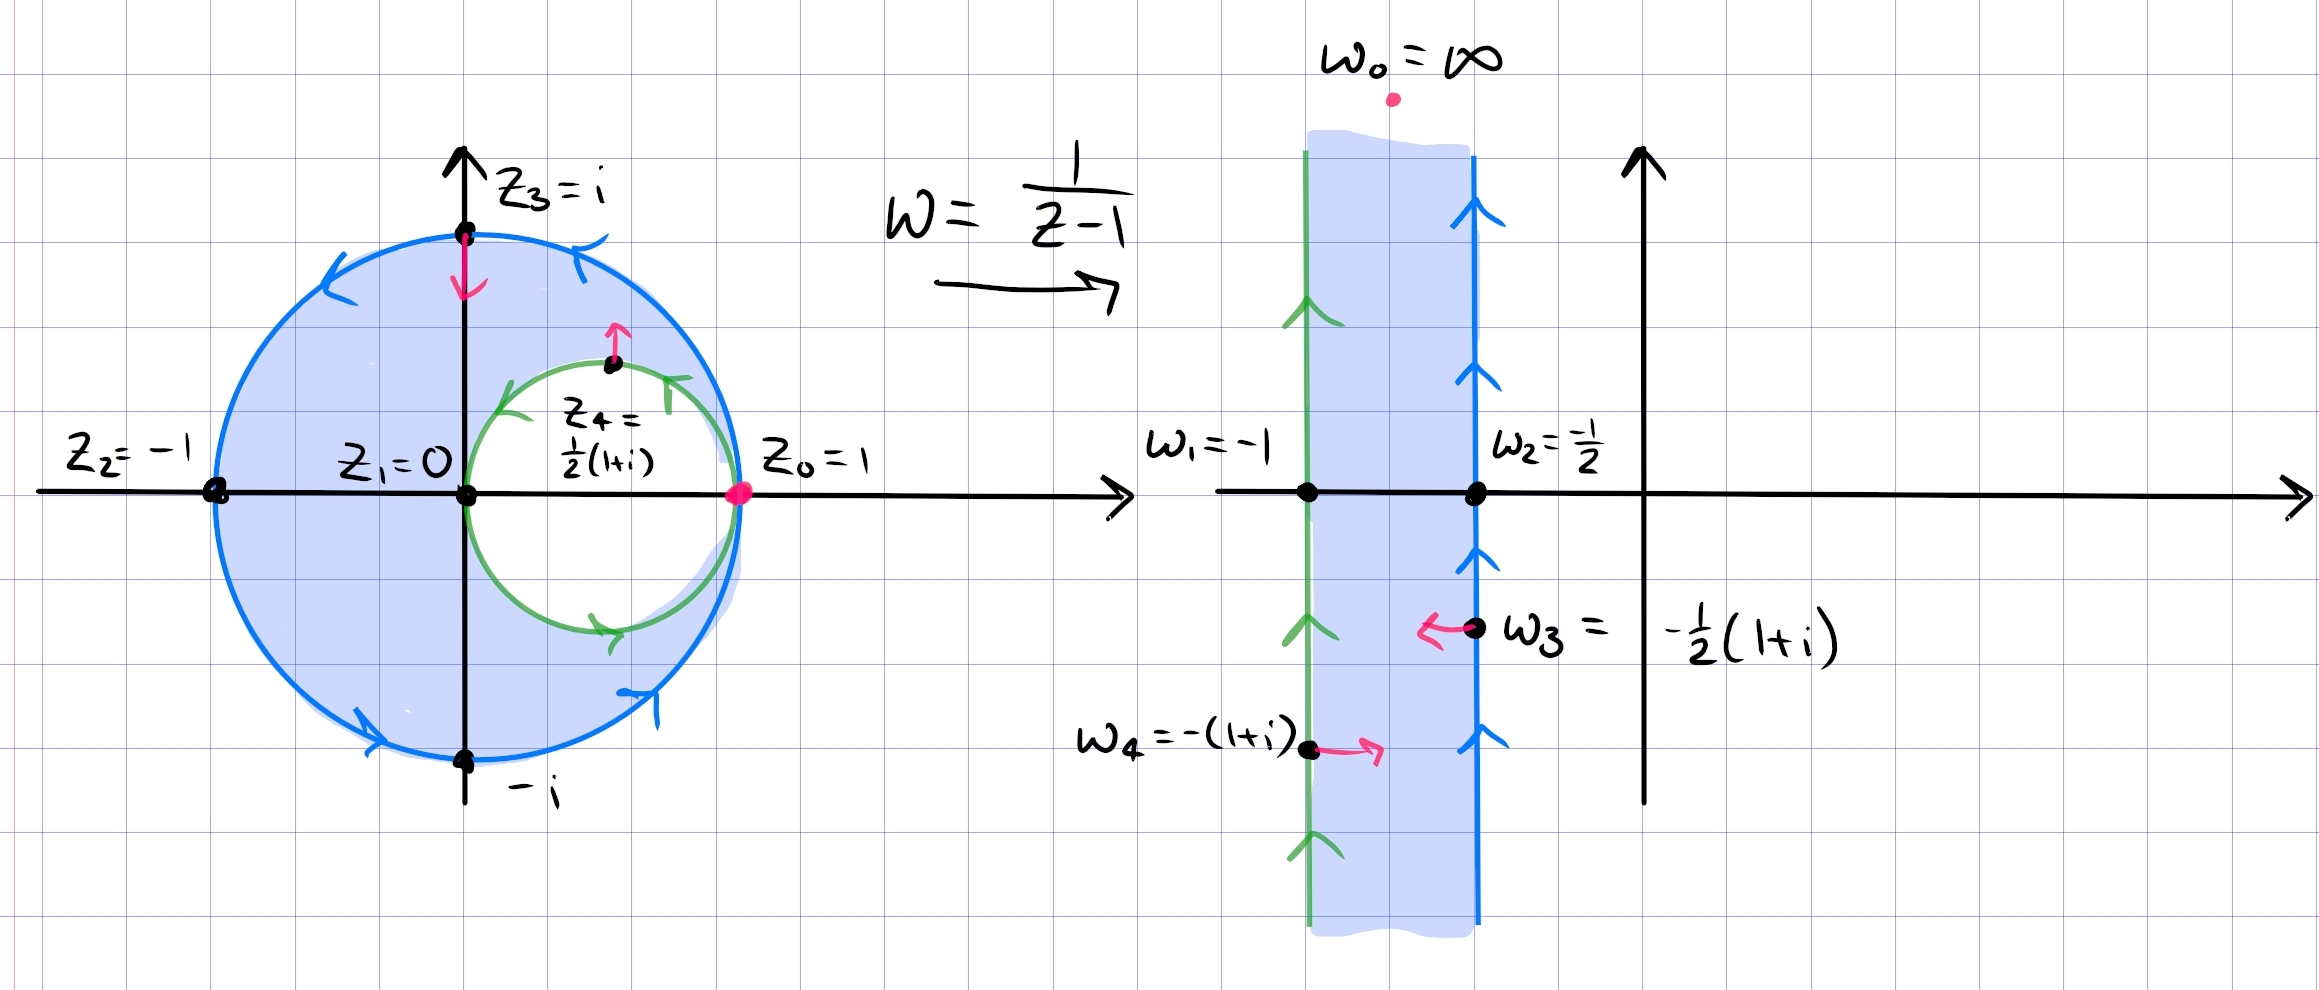 w₀ = ∞
z₃ = i
w = 1/(z-1)
z₂ = -1
z₁ = 0
z₄ =
½(1+i)
z₀ = 1
-i
w₁ = -1
w₂ = -1/2
w₃ = -½(1+i)
w₄ = -(1+i)